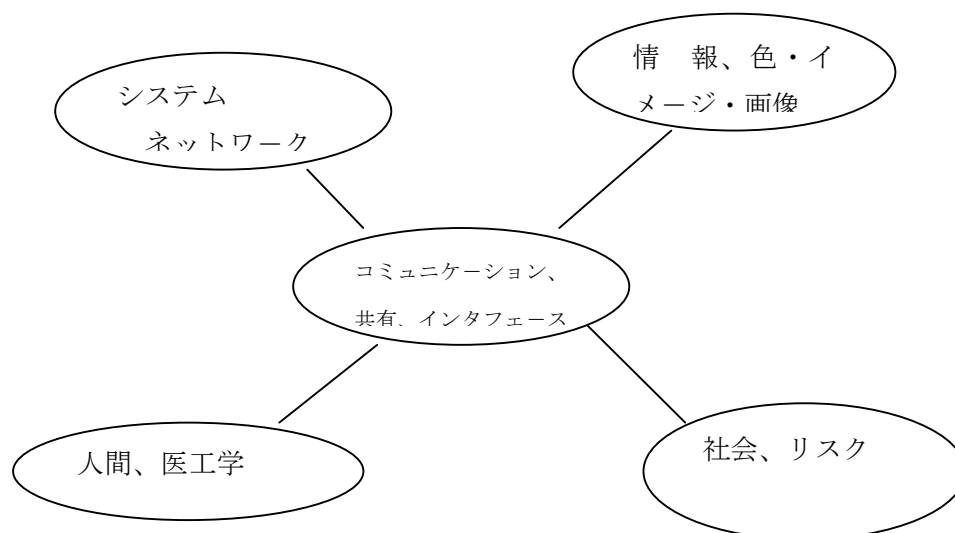 システム
ネットワーク
情　報、色・イ
メージ・画像
コミュニケーション、
共有、インタフェース
人間、医工学
社会、リスク